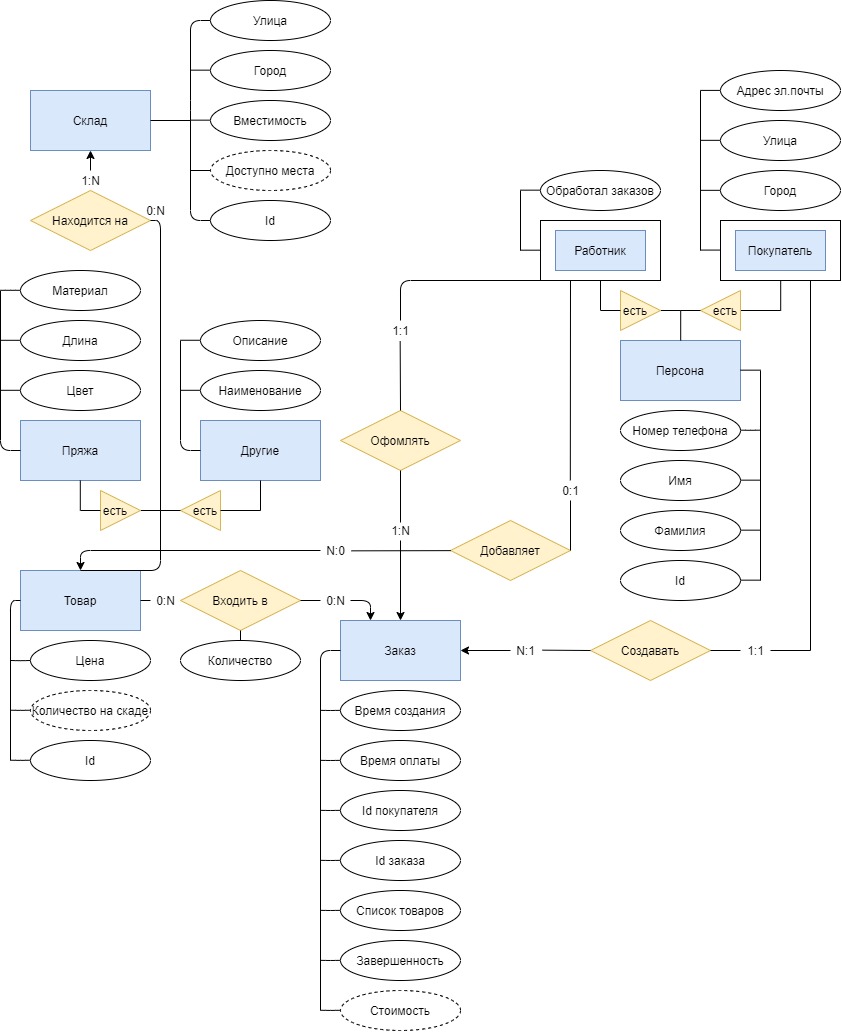 Улица
Город
Склад
Вместимость
Доступно места
Id
1:N
Находится на
0:N
Адрес эл.почты
Улица
Город
Обработал заказов
Работник
Покупатель
есть
есть
Персона
Номер телефона
Имя
Фамилия
Id
Материал
Длина
Цвет
Пряжа
Описание
Наименование
Другие
есть
есть
1:1
Офомлять
1:N
0:1
Добавляет
N:0
Товар
0:N
Входить в
0:N
Количество
Цена
Количество на скаде
Id
Заказ
N:1
Создавать
1:1
Время создания
Время оплаты
Id покупателя
Id заказа
Список товаров
Завершенность
Стоимость